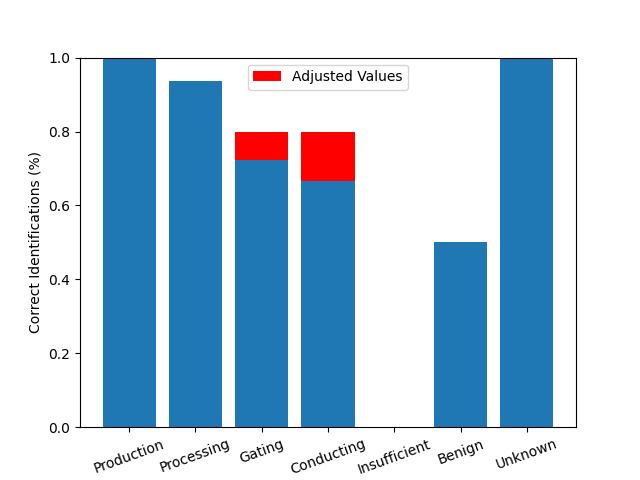 Adjusted Values
Correct Identifications (%)
1.0
0.8
0.6
0.4
0.2
0.0
Production
Processing
Gating
Conducting
Insufficient
Benign
Unknown